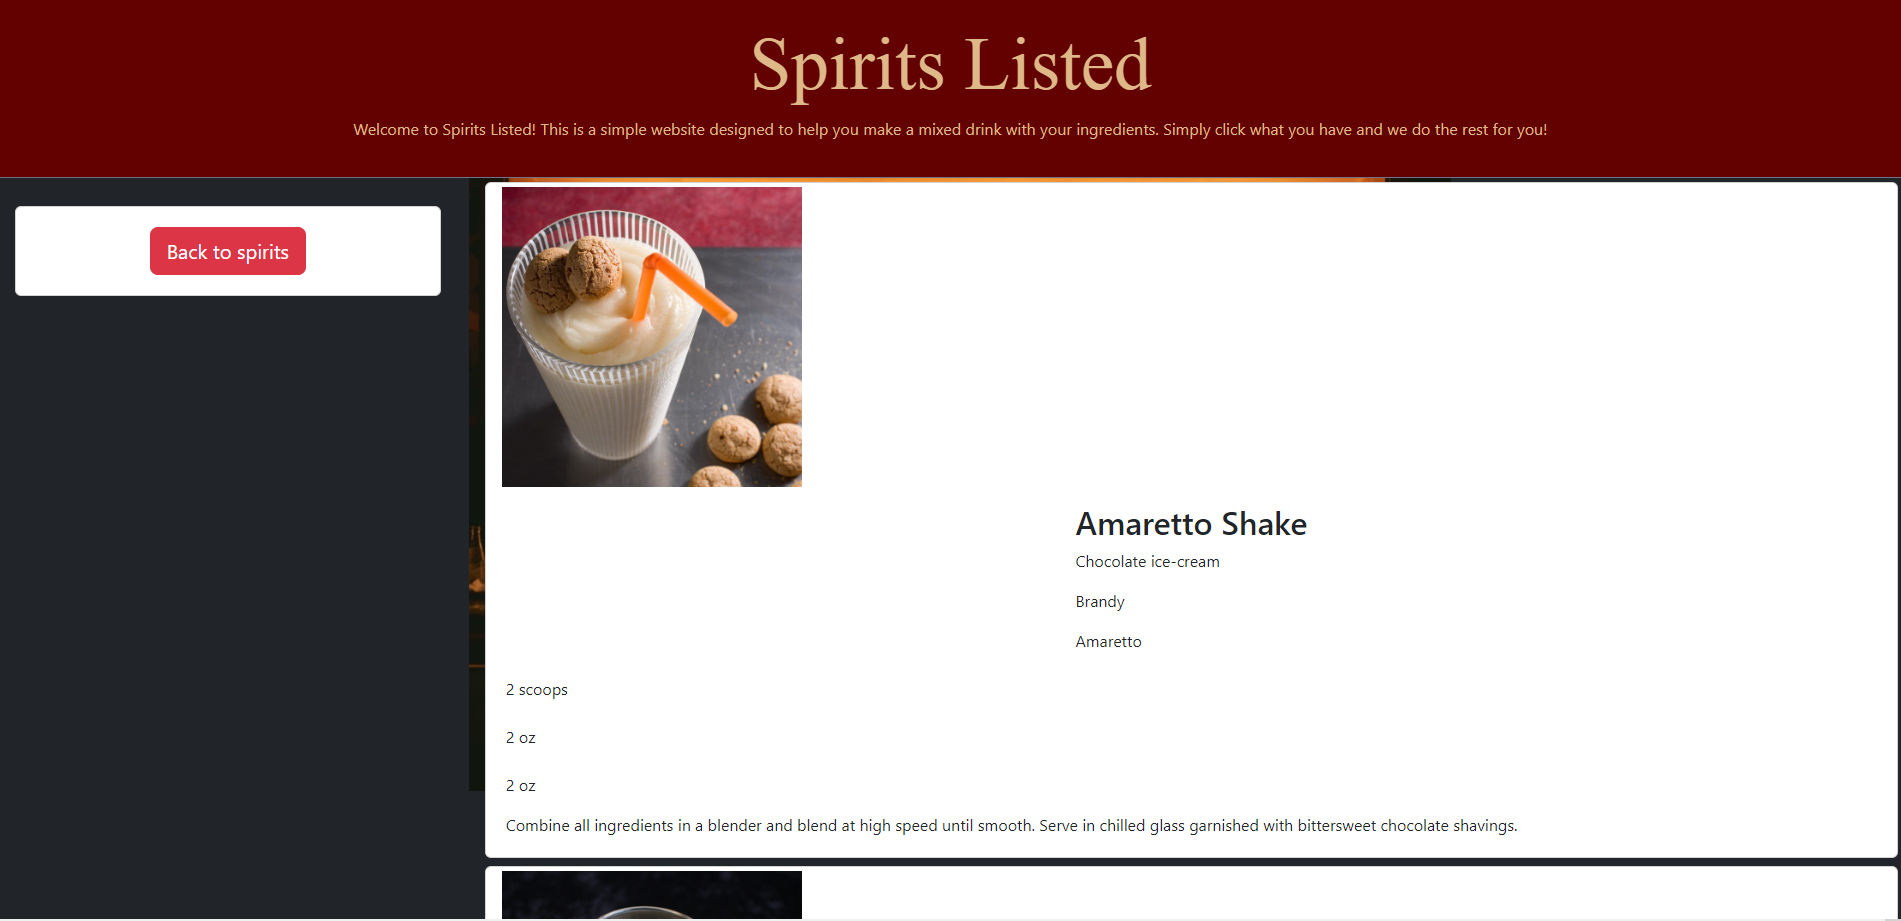 Spirits Listed
Welcome to Spirits Listed! This is a simple website designed to help you make a mixed drink with your ingredients. Simply click what you have and we do the rest for you!
Back to spirits
Amaretto Shake
Chocolate ice-cream
Brandy
Amaretto
2 scoops
2 oz
2 oz
Combine all ingredients in a blender and blend at high speed until smooth. Serve in chilled glass garnished with bittersweet chocolate shavings.